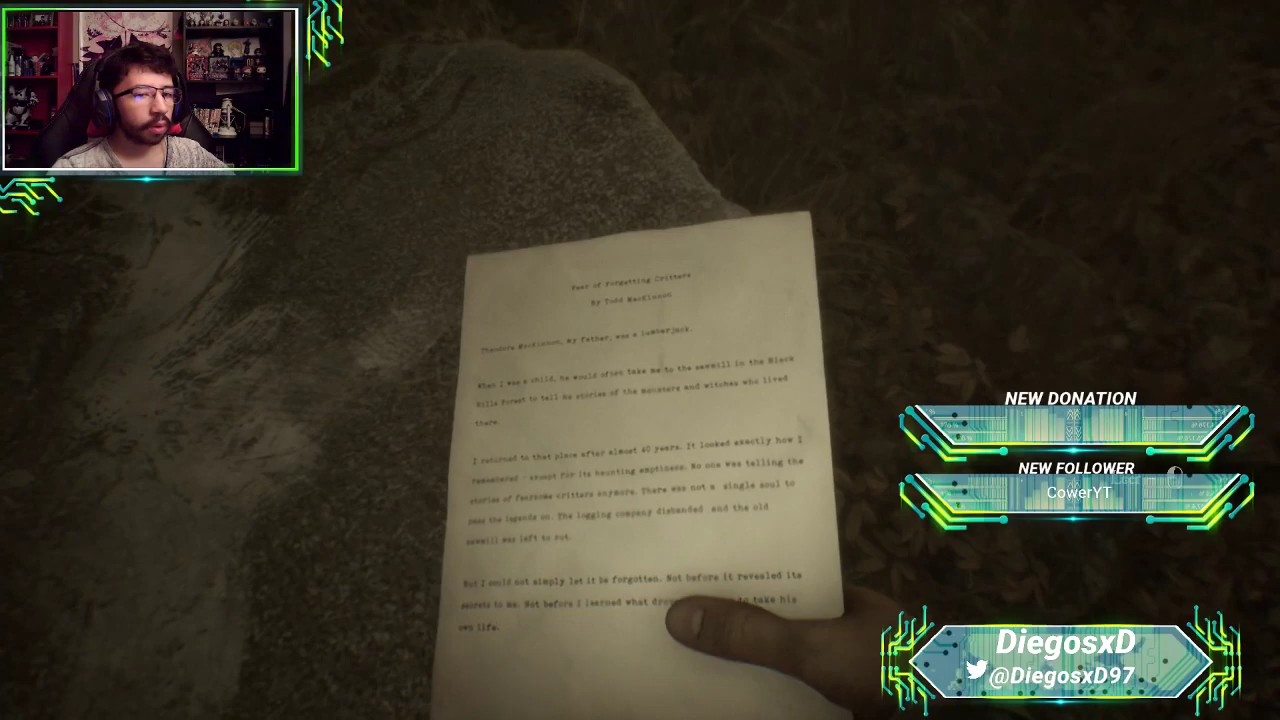 Fear of Forgetting Critters
By Todd Mackinnon
Theodore Mackinnon, my father, was a lumberjack.
When I was a child, he would often take me to the sawmill in the Black
Hills Forest to tell me stories of the monsters and witches who lived
there.
I returned to that place after almost 40 years. It looked exactly how I
remembered - except for its haunting emptiness. No one was telling the
stories of fearsome critters anymore. There was not a single soul to
pass the legends on. The logging company disbanded and the old
sawmill was left to rot.
But I could not simply let it be forgotten. Not before it revealed its
secrets to me. Not before I learned what to take his
own life.
NEW DONATION
NEW FOLLOWER
CowerYT
DiegosxD
@DiegosxD97